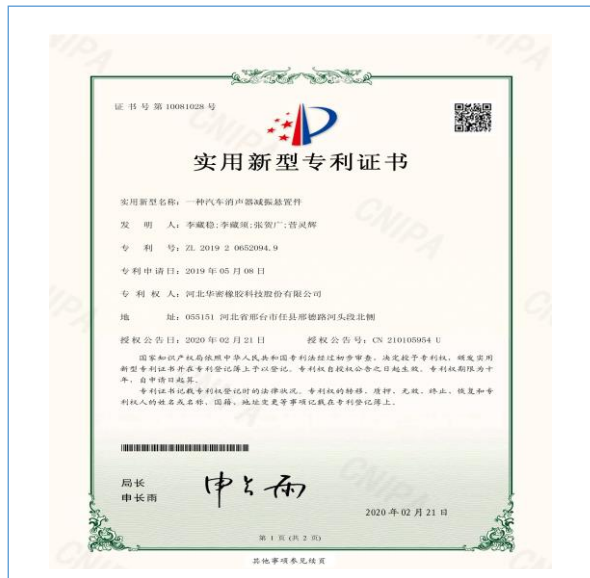 证书号第10081028号
实用新型专利证书
实用新型名称：一种汽车消声器减振悬置件
发 明 人：李藏稳;李藏须;张贺广;昔灵辉
专 利 号：ZL 2019 2 0652094.9
专利申请日：2019年05月08日
专 利 权 人：河北华密橡胶科技股份有限公司
地 址：055151 河北省邢台市任县邢德路河头段北侧
授权公告日：2020年02月21日 授权公告号：CN 210105954 U
国家知识产权局依照中华人民共和国专利法经过初步审查，决定授予专利权，颁发实用
新型专利证书并在专利登记簿上予以登记。专利权自授权公告之日起生效。专利权期限为十
年，自申请日起算。
专利证书记载专利权登记时的法律状况。专利权的转移、质押、无效、终止、恢复和专
利权人的姓名或名称、国籍、地址变更等事项记载在专利登记簿上。
局长
申长雨
申长雨
2020年02月21日
第 1 页 (共 2 页)
其他事项参见续页
CNIPA
CNIPA
CNIPA
CNIPA
CNIPA